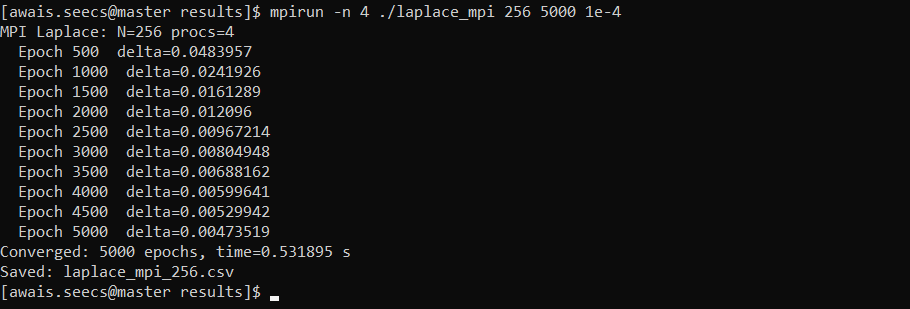 [awais.seecs@master results]$ mpirun -n 4 ./laplace_mpi 256 5000 1e-4
MPI Laplace: N=256 procs=4
  Epoch 500  delta=0.0483957
  Epoch 1000  delta=0.0241926
  Epoch 1500  delta=0.0161289
  Epoch 2000  delta=0.012096
  Epoch 2500  delta=0.00967214
  Epoch 3000  delta=0.00804948
  Epoch 3500  delta=0.00688162
  Epoch 4000  delta=0.00599641
  Epoch 4500  delta=0.00529942
  Epoch 5000  delta=0.00473519
Converged: 5000 epochs, time=0.531895 s
Saved: laplace_mpi_256.csv
[awais.seecs@master results]$